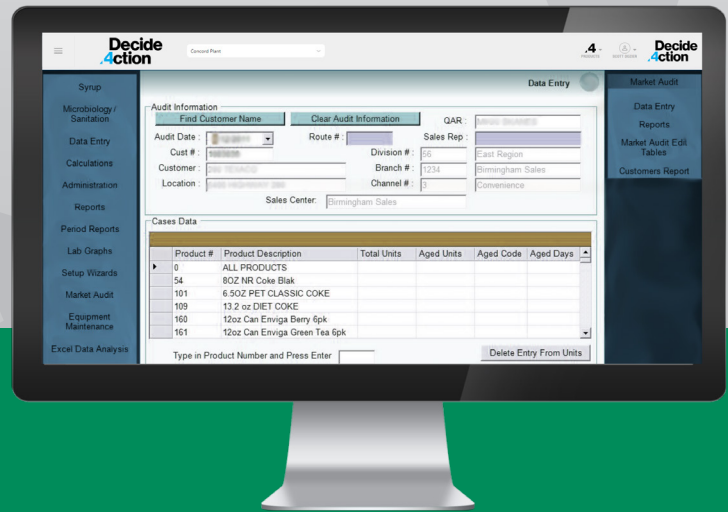 Decide
.4ction
Concord Plant
.4
PRODUCTS
Decide
.4ction
Syrup
Microbiology /
Sanitation
Data Entry
Calculations
Administration
Reports
Period Reports
Lab Graphs
Setup Wizards
Market Audit
Equipment
Maintenance
Excel Data Analysis
Data Entry
Audit Information
Find Customer Name
Clear Audit Information
QAR :
Audit Date :
Route # :
Sales Rep :
Cust # :
Division # : 56 East Region
Customer :
Branch # : 1234 Birmingham Sales
Location :
Channel # : 3 Convenience
Sales Center: Birmingham Sales
Cases Data
Product # Product Description Total Units Aged Units Aged Code Aged Days
0 ALL PRODUCTS
54 8OZ NR Coke Blak
101 6.5OZ PET CLASSIC COKE
109 13.2 oz DIET COKE
160 12oz Can Enviga Berry 6pk
161 12oz Can Enviga Green Tea 6pk
Type in Product Number and Press Enter
Delete Entry From Units
Market Audit
Data Entry
Reports
Market Audit Edit
Tables
Customers Report